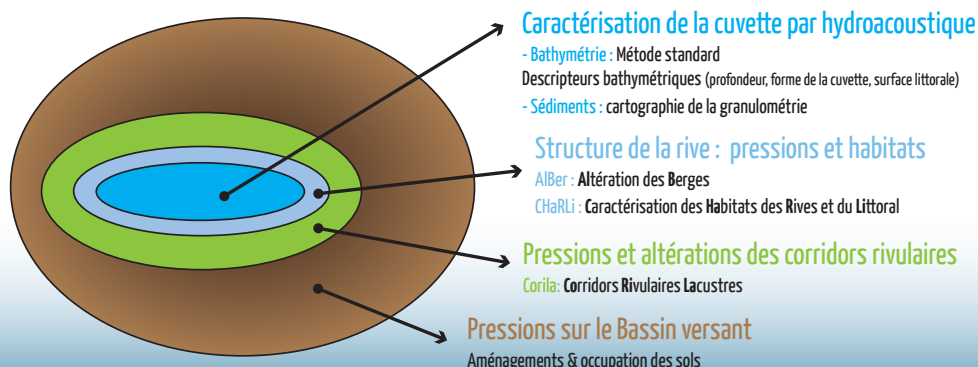 Caractérisation de la cuvette par hydroacoustique
- Bathymétrie : Métode standard
Descripteurs bathymétriques (profondeur, forme de la cuvette, surface littorale)
- Sédiments : cartographie de la granulométrie
Structure de la rive : pressions et habitats
AlBer : Altération des Berges
CHaRLi : Caractérisation des Habitats des Rives et du Littoral
Pressions et altérations des corridors rivulaires
Corila: Corridors Rivulaires Lacustres
Pressions sur le Bassin versant
Aménagements & occupation des sols